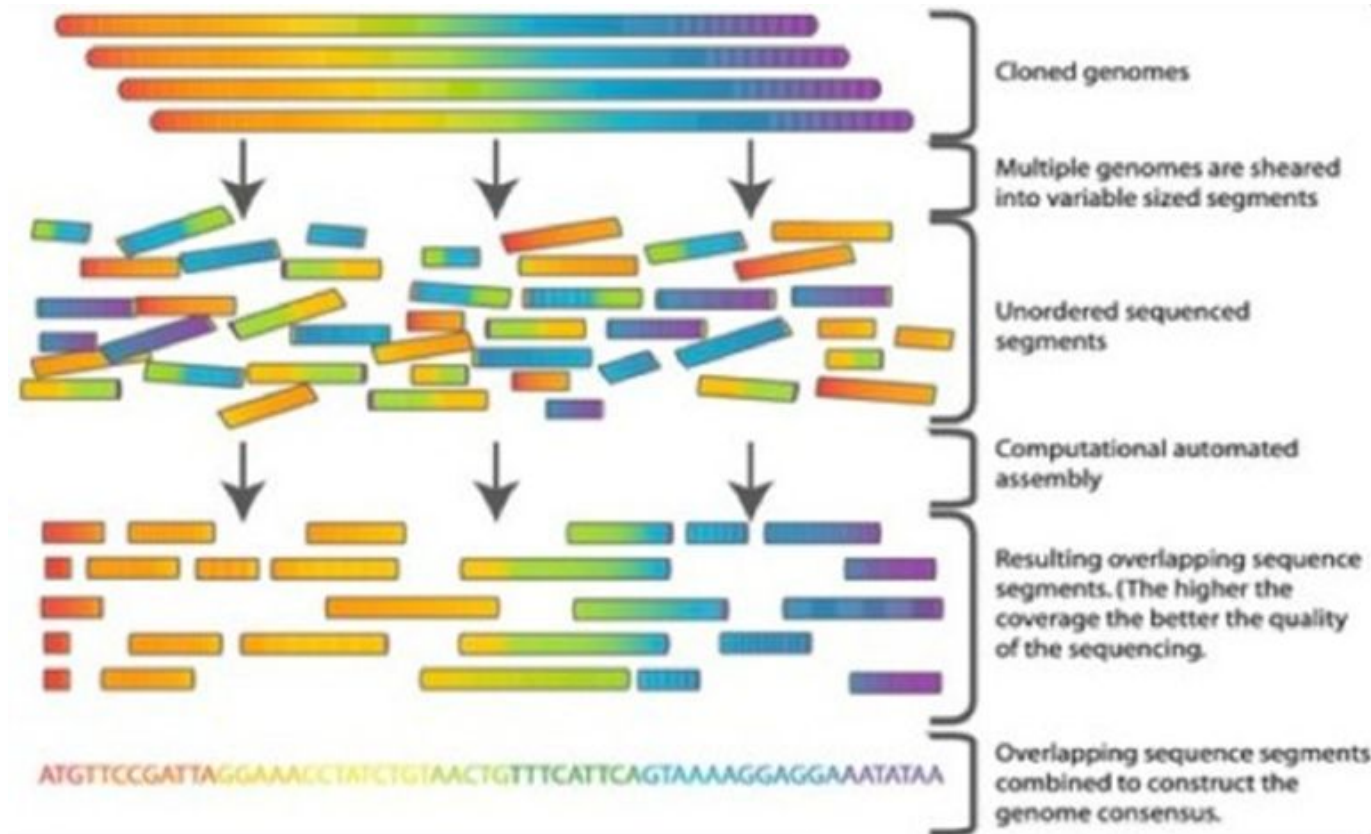 Cloned genomes
Multiple genomes are sheared
into variable sized segments
Unordered sequenced
segments
Computational automated
assembly
Resulting overlapping sequence
segments. (The higher the
coverage the better the quality
of the sequencing.
ATGTTCCGATTAGGAAACCTATCTGTAACTGTTTCATTCAGTAAAAGGAGGAAATATAA
Overlapping sequence segments
combined to construct the
genome consensus.